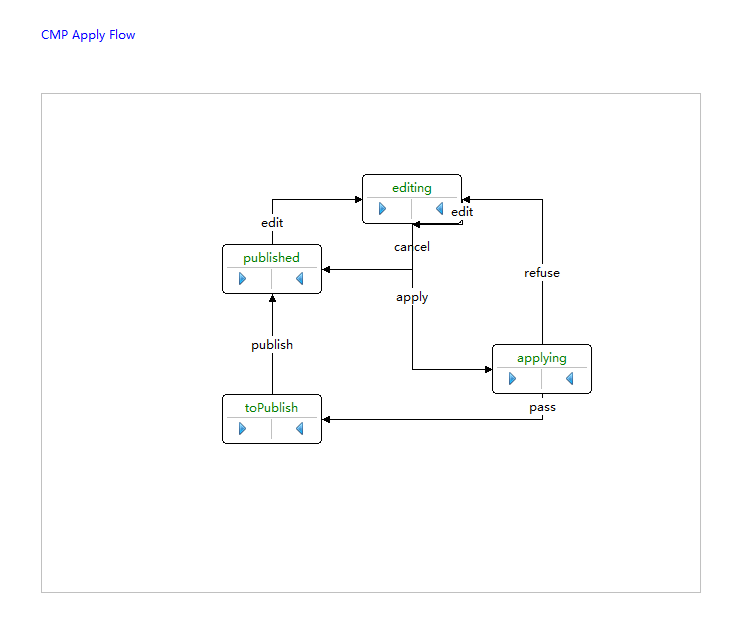 CMP Apply Flow
editing
edit
edit
cancel
published
refuse
apply
publish
applying
toPublish
pass